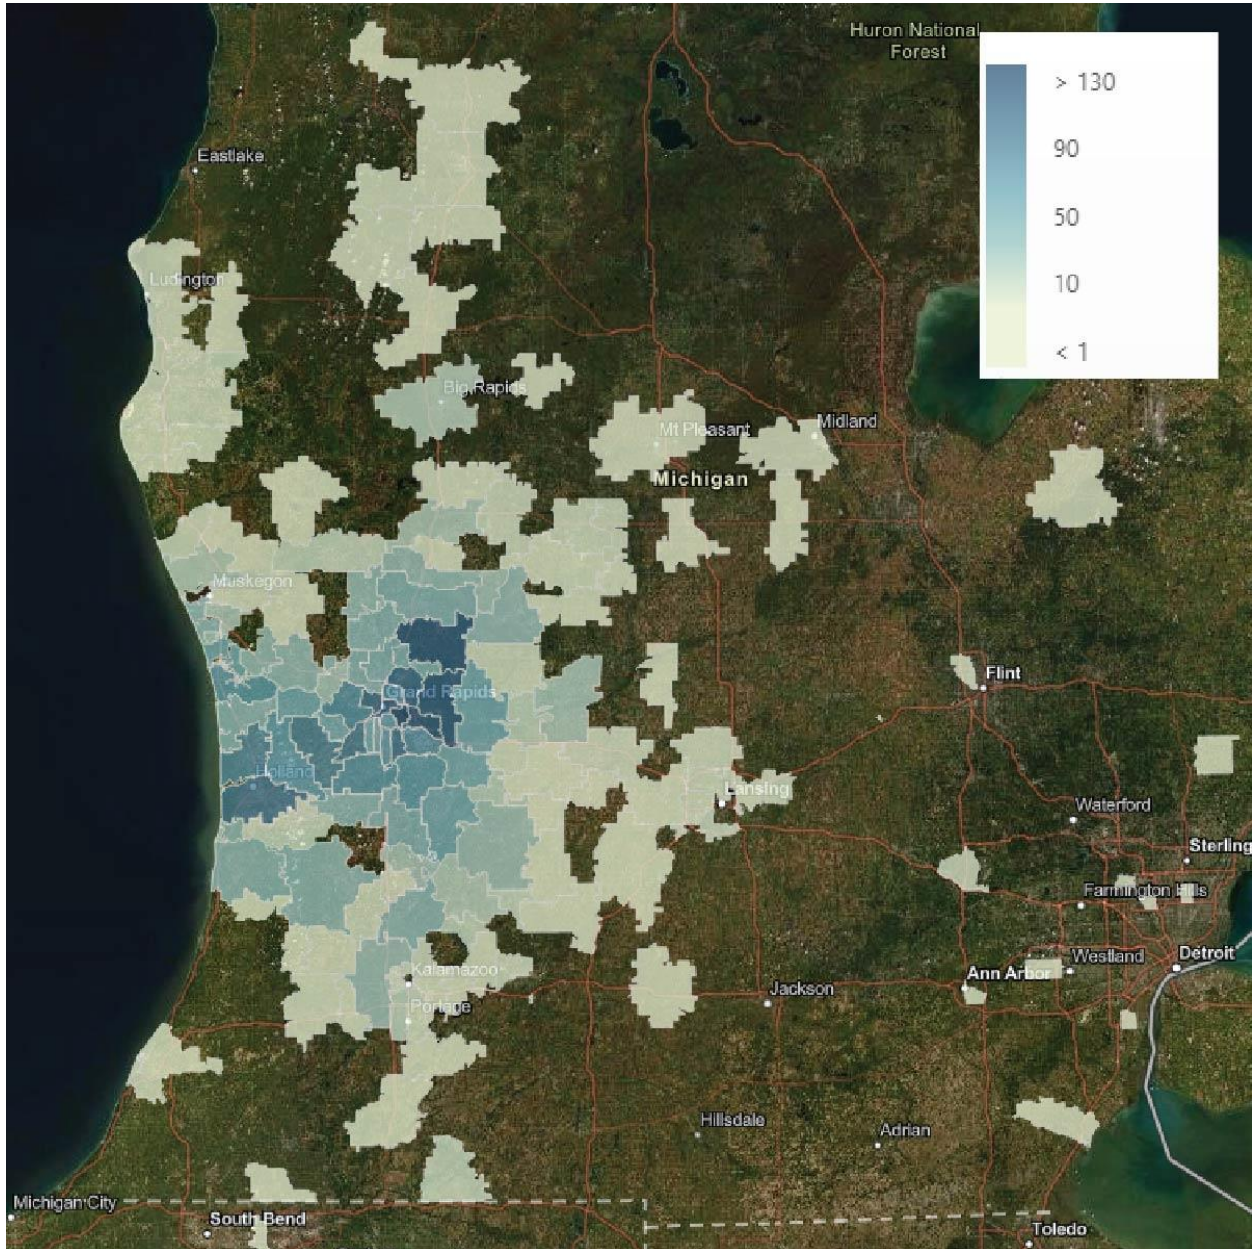 Huron National
Forest
> 130
90
50
10
< 1
Eastlake
Ludington
Big Rapids
Mt Pleasant
Midland
Michigan
Muskegon
Grand Rapids
Flint
Holland
Lansing
Waterford
Sterling
Farmington Hills
Kalamazoo
Westland
Detroit
Ann Arbor
Portage
Jackson
Hillsdale
Adrian
Michigan City
South Bend
Toledo